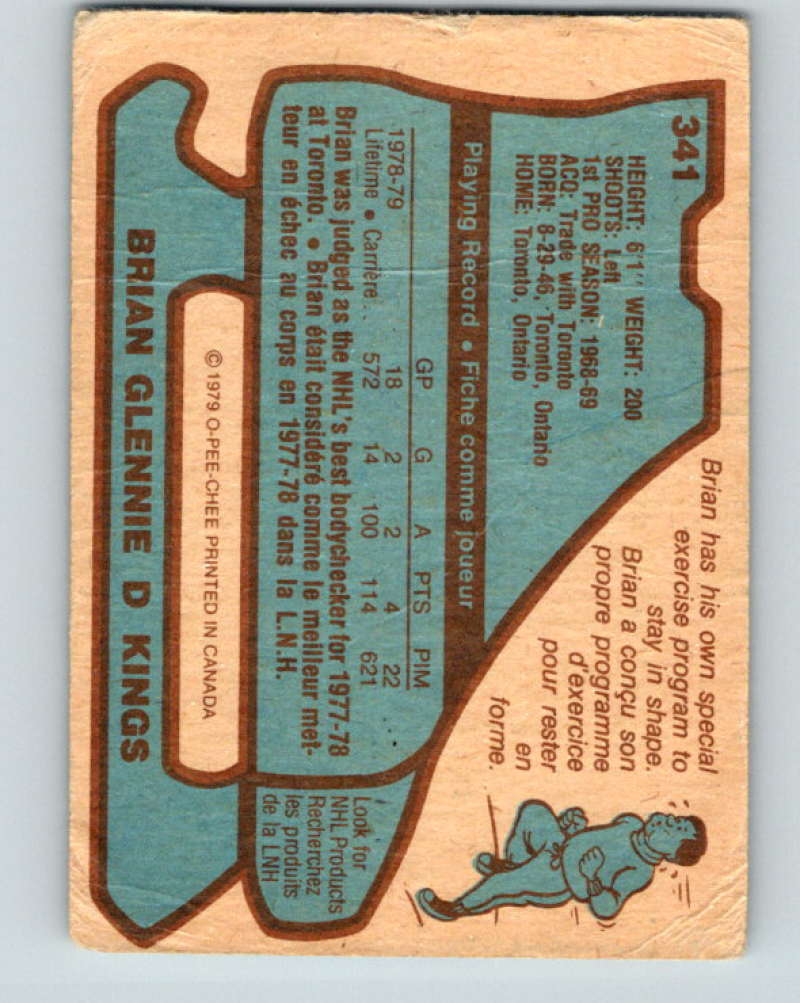 341
HEIGHT: 6'1" WEIGHT: 200
SHOOTS: Left
1st PRO SEASON: 1968-69
ACQ: Trade with Toronto
BORN: 8-29-46, Toronto, Ontario
HOME: Toronto, Ontario
Brian has his own special
exercise program to
stay in shape.
Brian a conçu son
propre programme
d'exercice
pour rester
en
forme.
Playing Record • Fiche comme joueur
GP G A PTS PIM
1978-79 18 2 2 4 22
Lifetime • Carrière. . 572 14 100 114 621
Brian was judged as the NHL's best bodychecker for 1977-78
at Toronto. • Brian était considéré comme le meilleur met-
teur en échec au corps en 1977-78 dans la L.N.H.
Look for
NHL Products
Recherchez
les produits
de la LNH
© 1979 O-PEE-CHEE PRINTED IN CANADA
BRIAN GLENNIE D KINGS